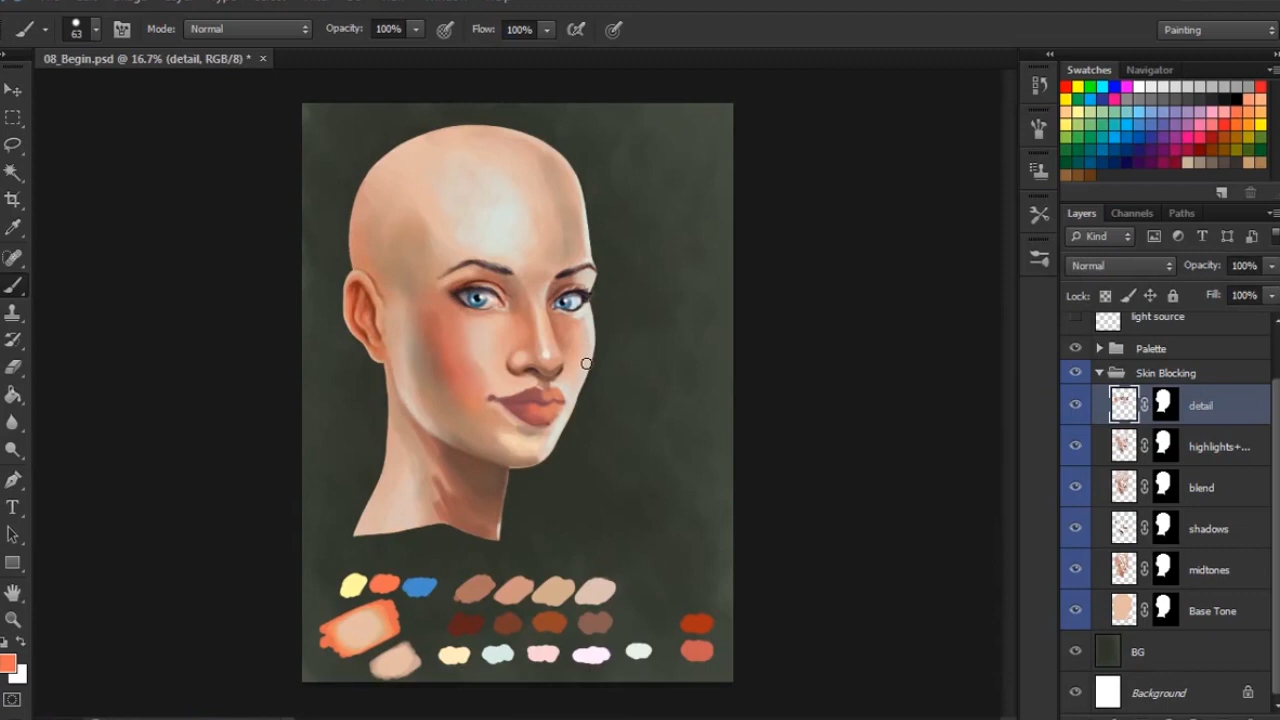 63
Mode: Normal
Opacity: 100%
Flow: 100%
Painting
08_Begin.psd @ 16.7% (detail, RGB/8) * ×
Swatches Navigator
Layers Channels Paths
Kind
Normal
Opacity: 100%
Lock:
Fill: 100%
light source
Palette
Skin Blocking
detail
highlights+...
blend
shadows
midtones
Base Tone
BG
Background